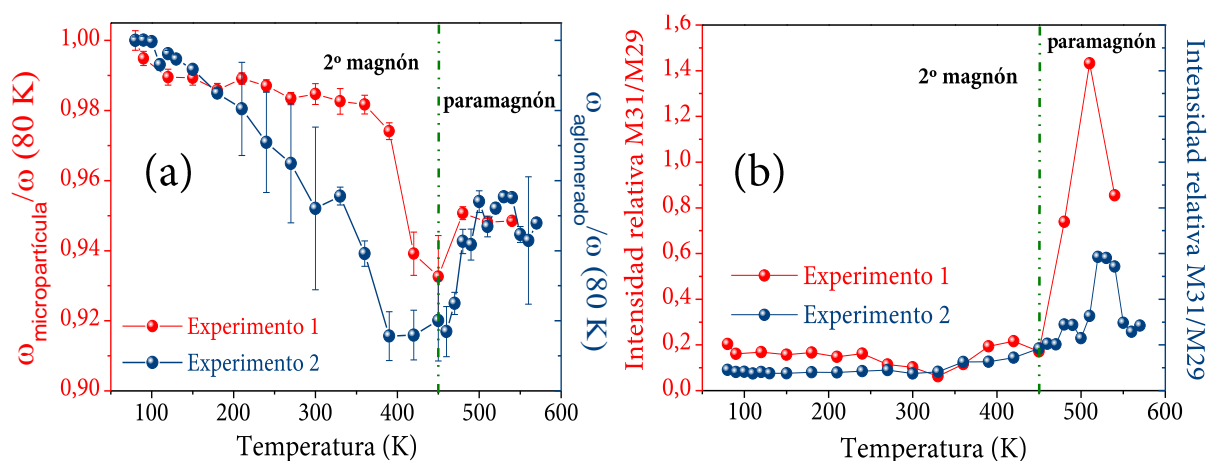 ω micropartícula/ω (80 K)
1,00
0,98
0,96
0,94
0,92
0,90
2º magnón
paramagnón
(a)
Experimento 1
Experimento 2
100 200 300 400 500 600
Temperatura (K)
ω aglomerado/ω (80 K)
Intensidad relativa M31/M29
1,6
1,4
1,2
1,0
0,8
0,6
0,4
0,2
0,0
paramagnón
2º magnón
(b)
Experimento 1
Experimento 2
100 200 300 400 500 600
Temperatura (K)
Intensidad relativa M31/M29